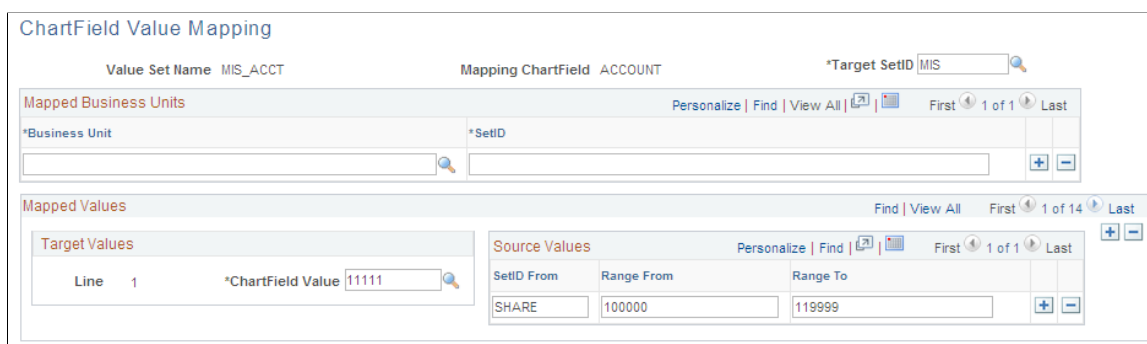 ChartField Value Mapping
Value Set Name MIS_ACCT Mapping ChartField ACCOUNT *Target SetID MIS
Mapped Business Units Personalize | Find | View All | | First 1 of 1 Last
*Business Unit *SetID
Mapped Values Find | View All First 1 of 14 Last
Target Values Source Values Personalize | Find | | First 1 of 1 Last
SetID From Range From Range To
Line 1 *ChartField Value 11111
SHARE 100000 119999